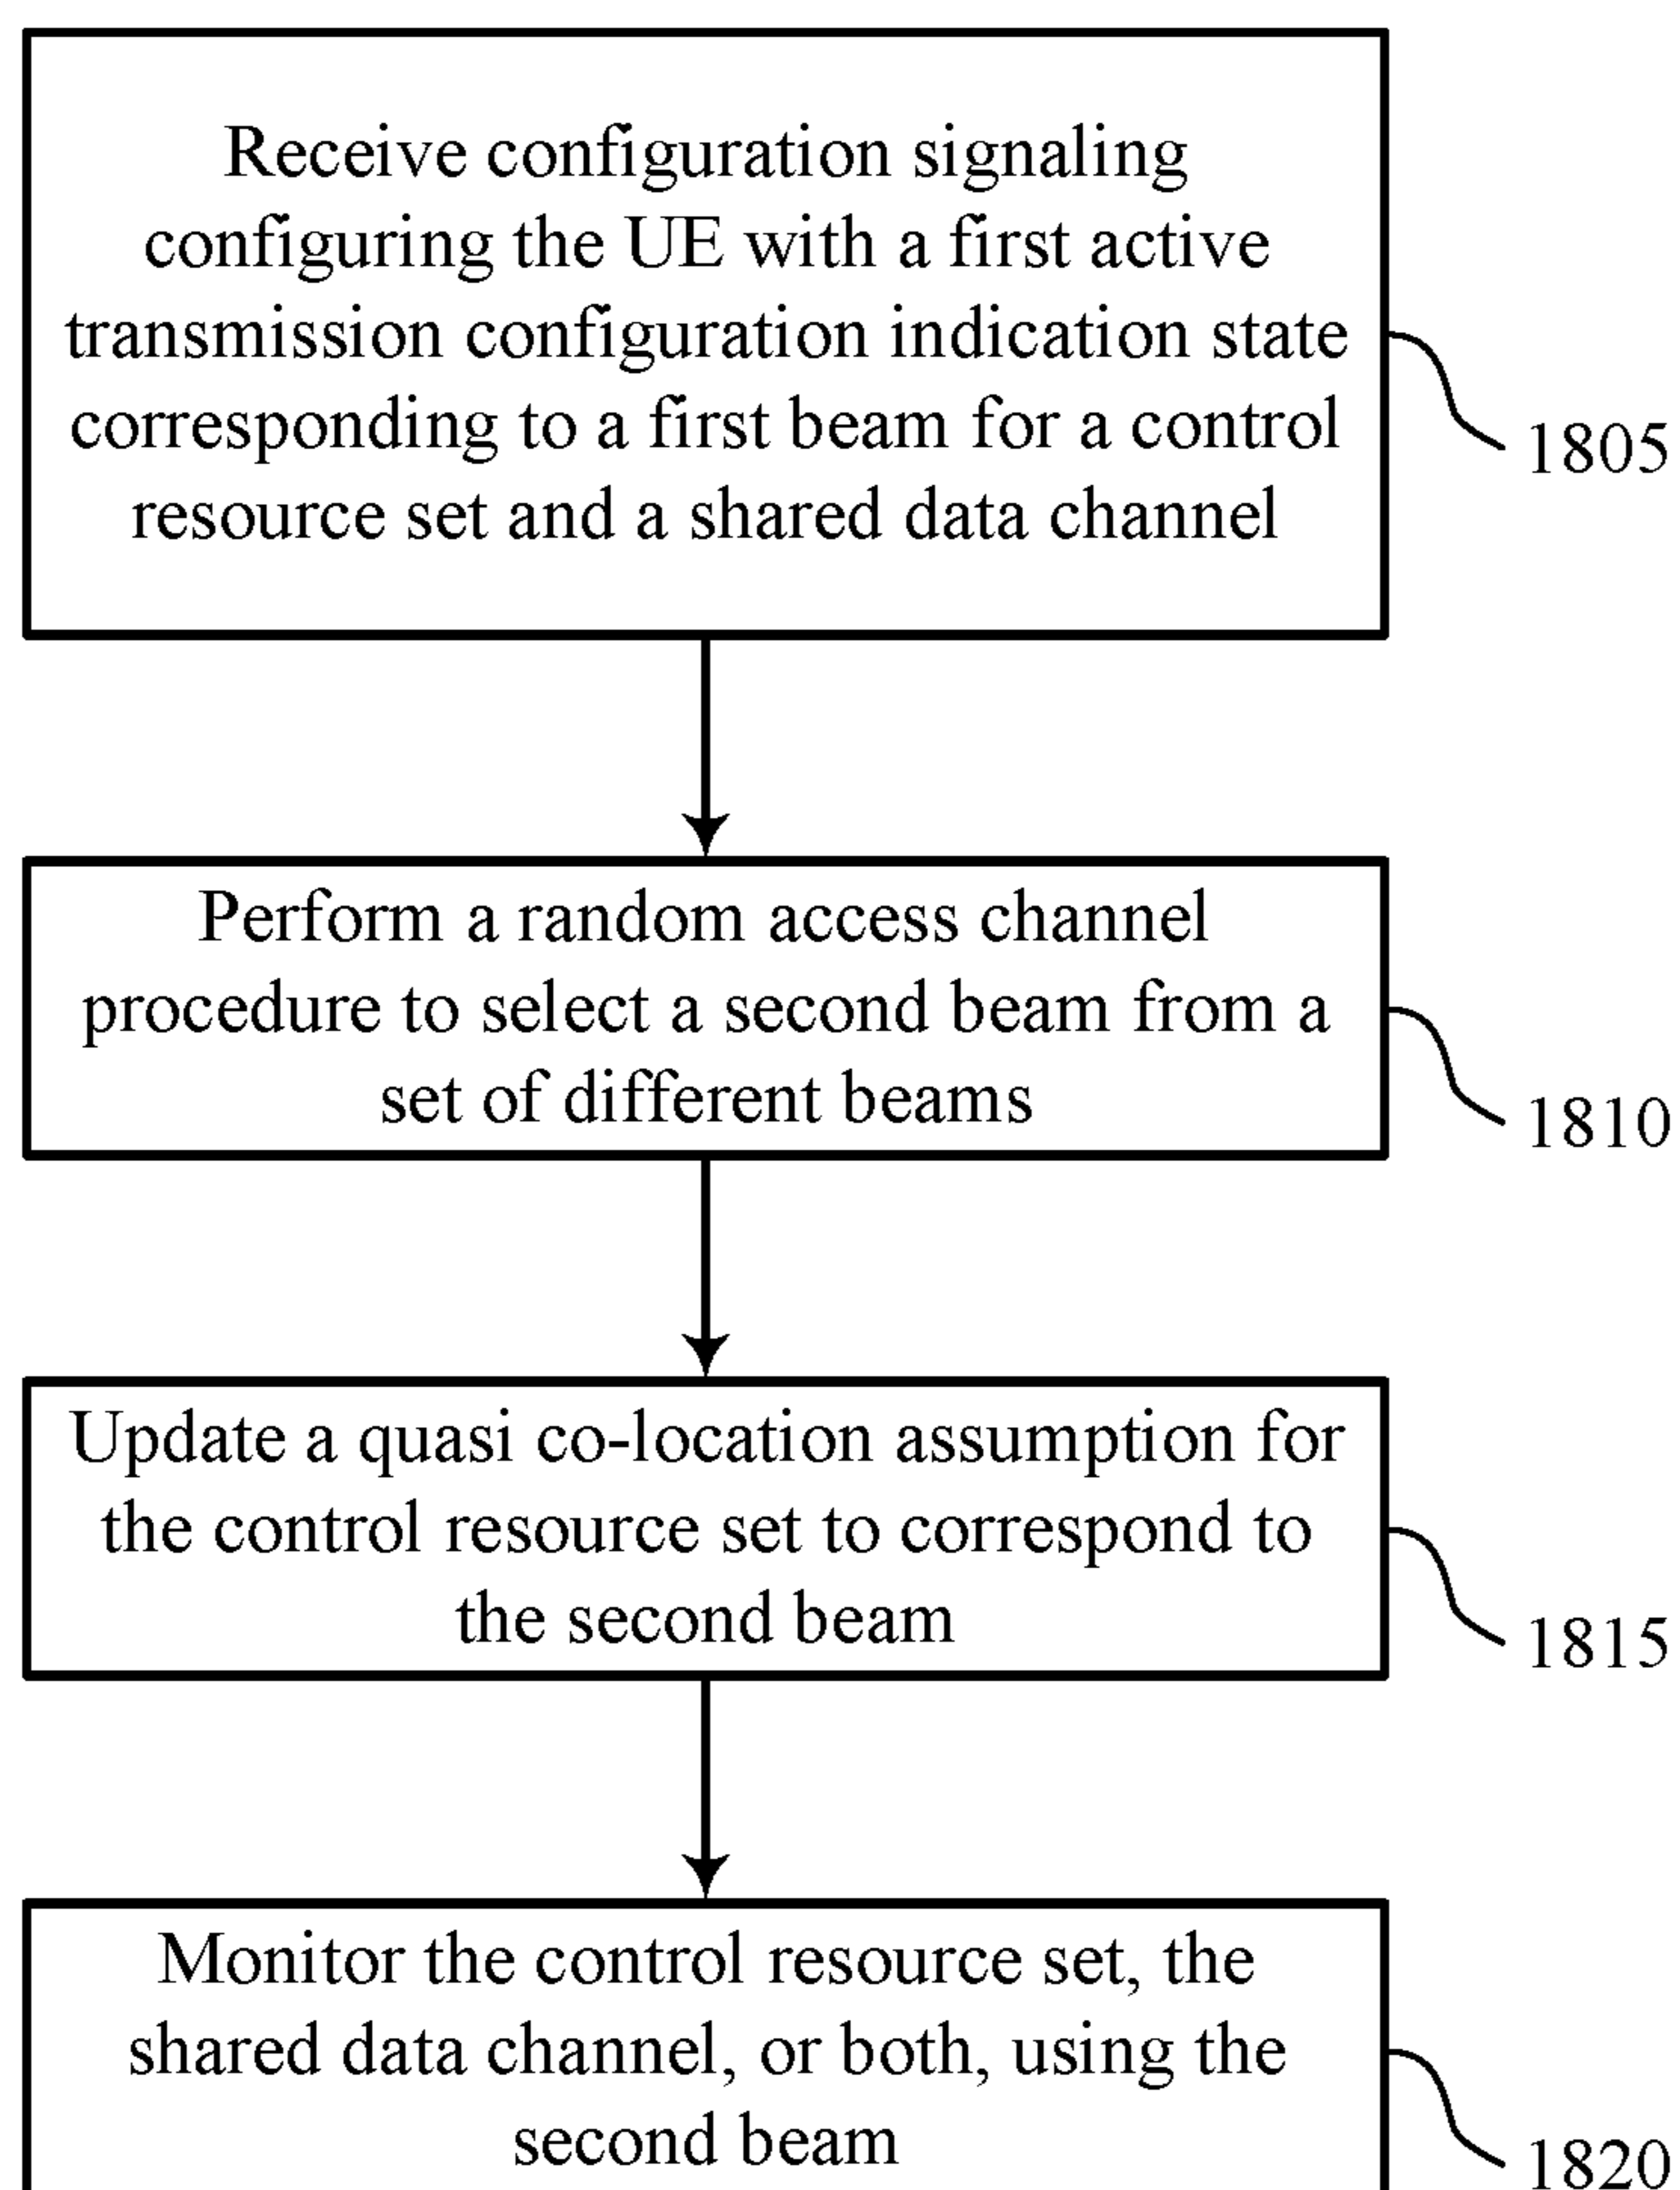 Receive configuration signaling
configuring the UE with a first active
transmission configuration indication state
corresponding to a first beam for a control
resource set and a shared data channel
1805
Perform a random access channel
procedure to select a second beam from a
set of different beams
1810
Update a quasi co-location assumption for
the control resource set to correspond to
the second beam
1815
Monitor the control resource set, the
shared data channel, or both, using the
second beam
1820